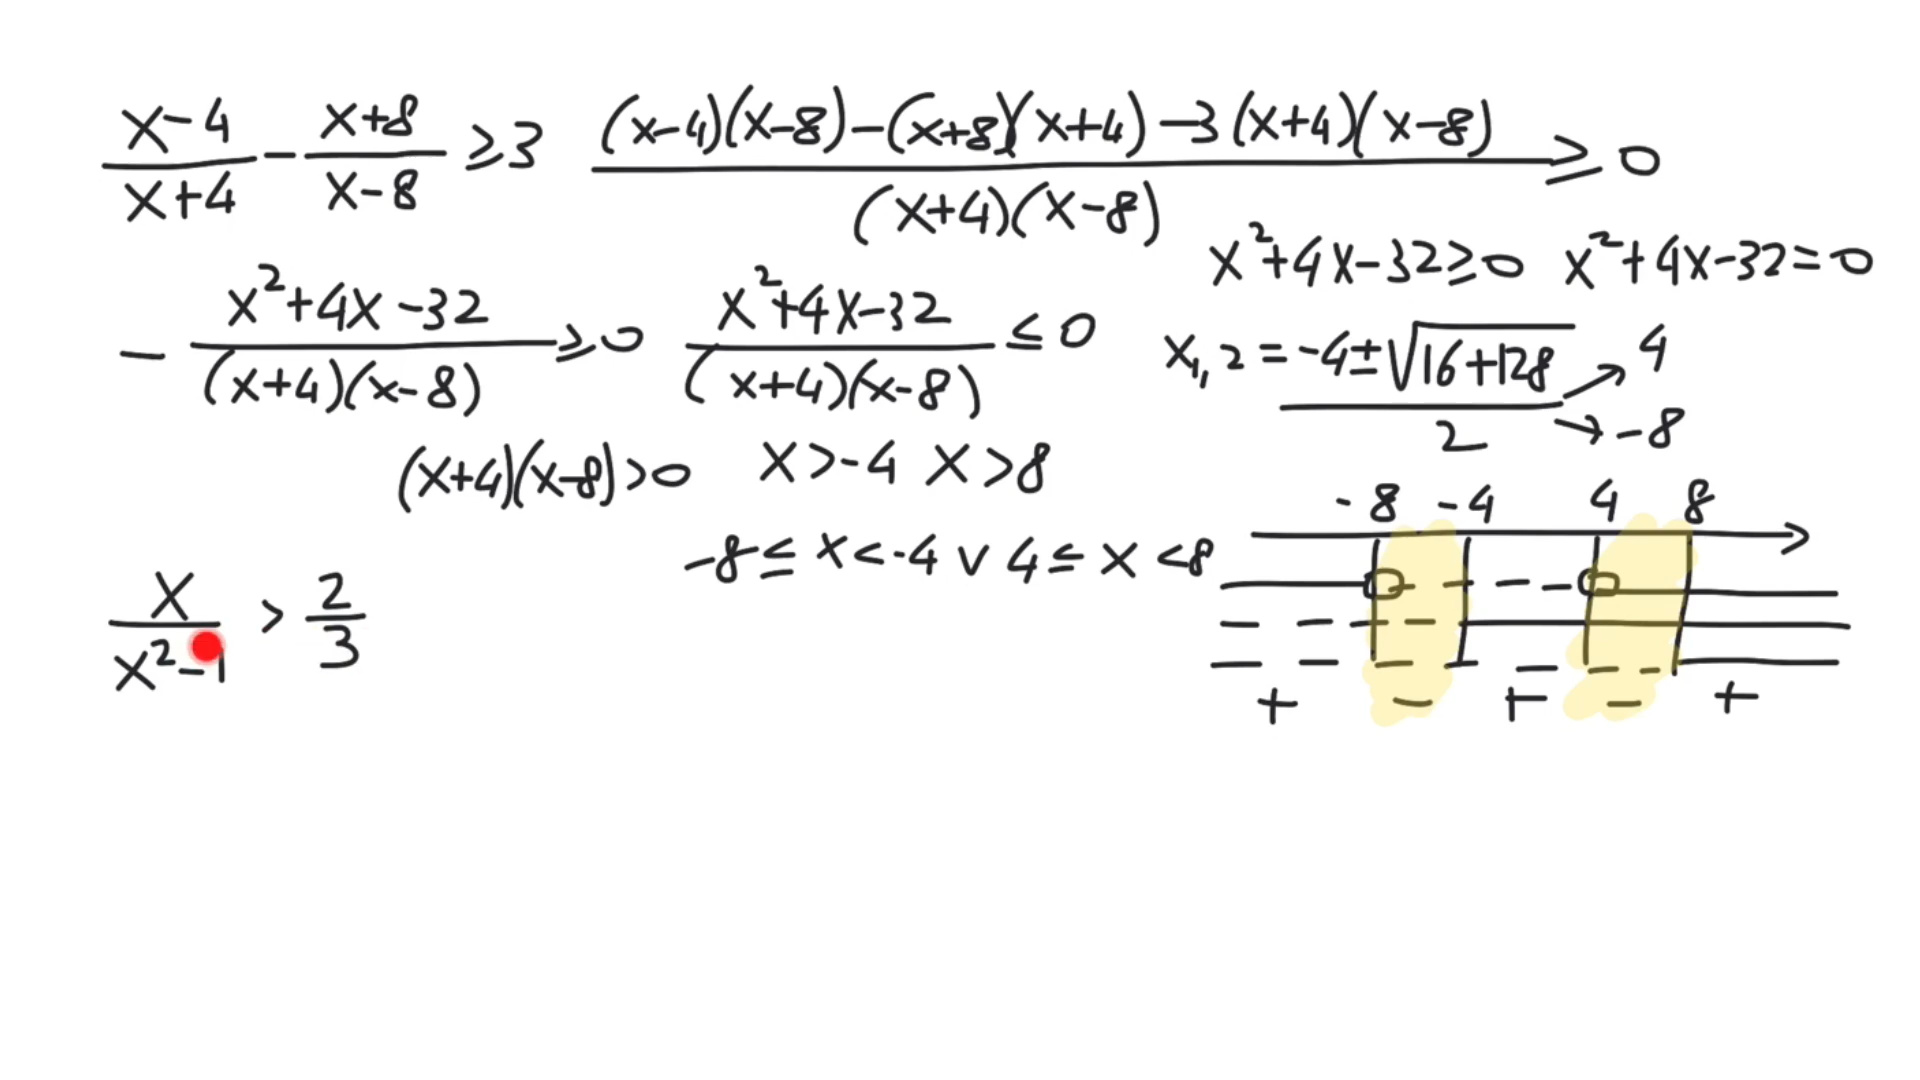 (x-4)/(x+4) - (x+8)/(x-8) ≥ 3   ((x-4)(x-8)-(x+8)(x+4)-3(x+4)(x-8))/((x+4)(x-8)) ≥ 0
x²+4x-32≥0   x²+4x-32=0
-(x²+4x-32)/((x+4)(x-8)) ≥ 0   (x²+4x-32)/((x+4)(x-8)) ≤ 0
x1,2 = (-4±√(16+128))/2 ↗ 4 → -8
(x+4)(x-8)>0   x>-4   x>8
-8 -4 4 8
-8 ≤ x < -4 ∨ 4 ≤ x < 8
x/(x²-1) > 2/3
+ - + - +